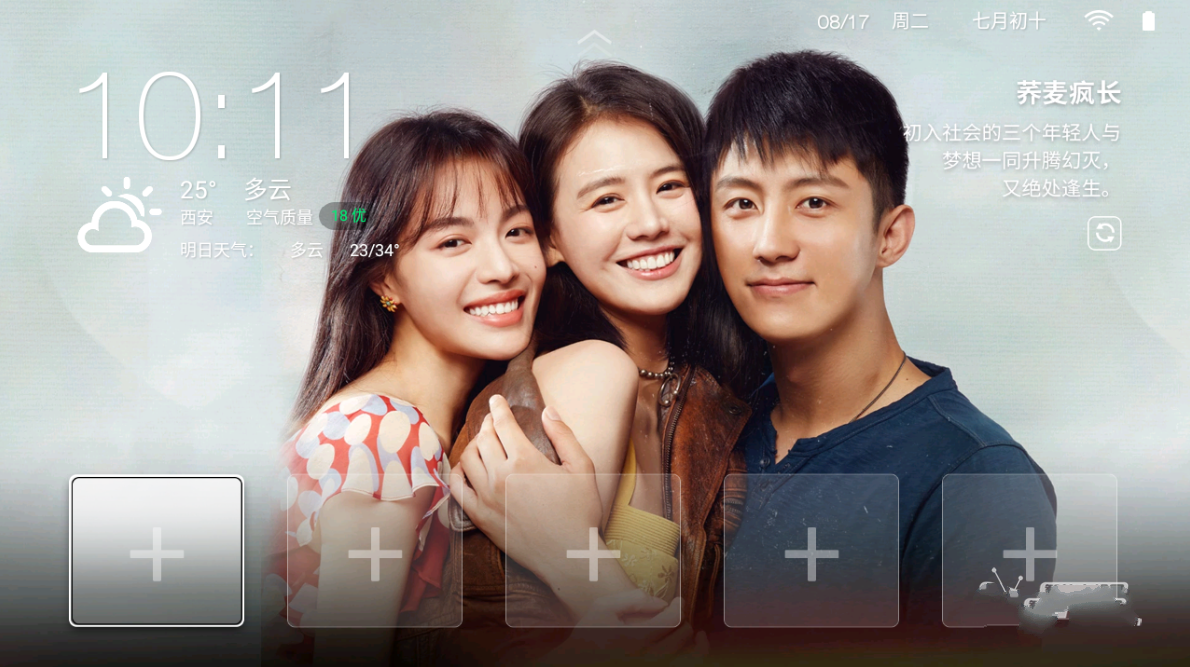 08/17 周二 七月初十
10:11
25° 多云
西安 空气质量 18 优
明日天气: 多云 23/34°
荞麦疯长
初入社会的三个年轻人与
梦想一同升腾幻灭，
又绝处逢生。